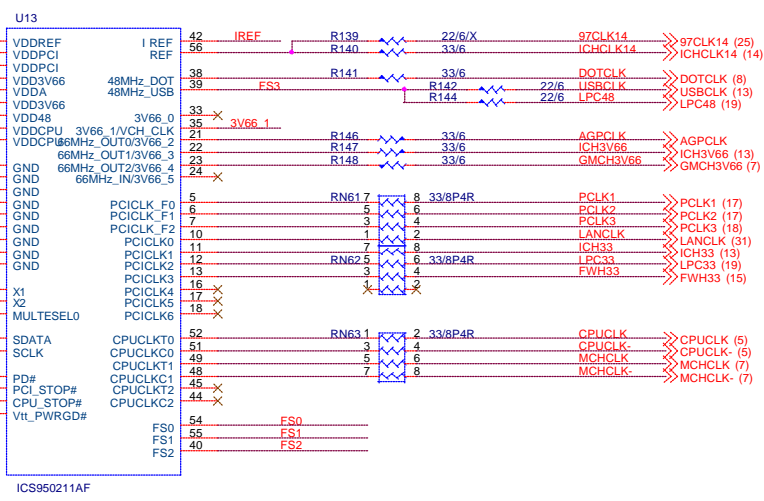 U13
VDDREF I REF 42 IREF R139 22/6/X 97CLK14 97CLK14 (25)
VDDPCI REF 56 R140 33/6 ICHCLK14 ICHCLK14 (14)
VDDPCI
VDD3V66 48MHz_DOT 38 R141 33/6 DOTCLK DOTCLK (8)
VDDA 48MHz_USB 39 FS3 R142 22/6 USBCLK USBCLK (13)
VDD3V66 R144 22/6 LPC48 LPC48 (19)
VDD48 3V66_0 33
VDDCPU 3V66_1/VCH_CLK 35 3V66_1
VDDCPU 66MHz_OUT0/3V66_2 21 R146 33/6 AGPCLK AGPCLK
66MHz_OUT1/3V66_3 22 R147 33/6 ICH3V66 ICH3V66 (13)
GND 66MHz_OUT2/3V66_4 23 R148 33/6 GMCH3V66 GMCH3V66 (7)
GND 66MHz_IN/3V66_5 24
GND
GND PCICLK_F0 5 RN61 7 8 33/8P4R PCLK1 PCLK1 (17)
GND PCICLK_F1 6 5 6 PCLK2 PCLK2 (17)
GND PCICLK_F2 7 3 4 PCLK3 PCLK3 (18)
GND PCICLK0 10 1 2 LANCLK LANCLK (31)
GND PCICLK1 11 7 8 ICH33 ICH33 (13)
GND PCICLK2 12 RN62 5 6 33/8P4R LPC33 LPC33 (19)
PCICLK3 13 3 4 FWH33 FWH33 (15)
X1 PCICLK4 16 1 2
X2 PCICLK5 17
MULTESEL0 PCICLK6 18
SDATA CPUCLKT0 52 RN63 1 2 33/8P4R CPUCLK CPUCLK (5)
SCLK CPUCLKC0 51 3 4 CPUCLK- CPUCLK- (5)
CPUCLKT1 49 5 6 MCHCLK MCHCLK (7)
PD# CPUCLKC1 48 7 8 MCHCLK- MCHCLK- (7)
PCI_STOP# CPUCLKT2 45
CPU_STOP# CPUCLKC2 44
Vtt_PWRGD#
FS0 54 FS0
FS1 55 FS1
FS2 40 FS2
ICS950211AF